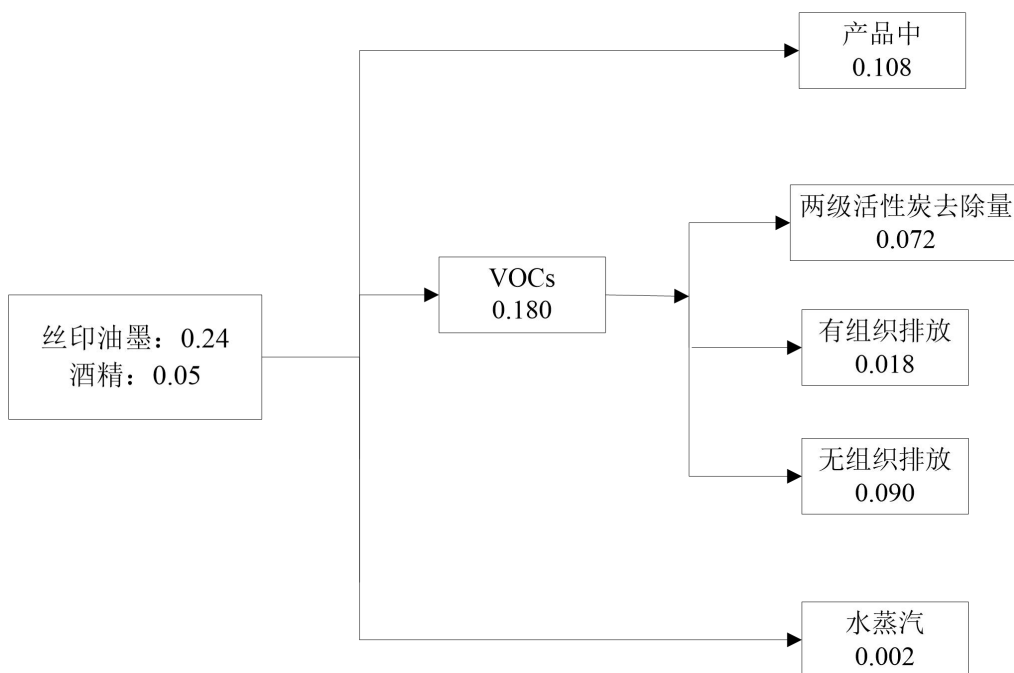 产品中
0.108
两级活性炭去除量
0.072
VOCs
0.180
丝印油墨：0.24
酒精：0.05
有组织排放
0.018
无组织排放
0.090
水蒸汽
0.002